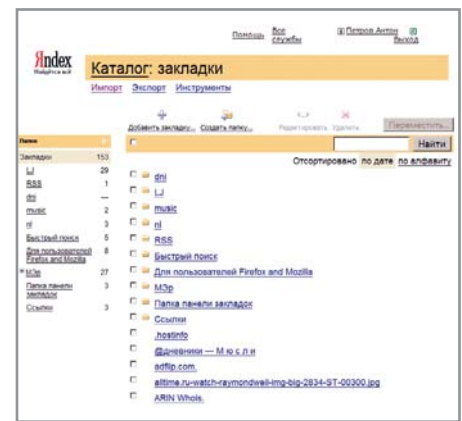 Помощь Все службы Петров Антон Выход
Яndex
Найдётся всё
Каталог: закладки
Импорт Экспорт Инструменты
Добавить закладку... Создать папку... Редактировать Удалить Переместить...
Папки
Найти
Закладки 153
Отсортировано по дате по алфавиту
LJ 29
RSS 1
dni —
music 2
nl 3
Быстрый поиск 5
Для пользователей Firefox and Mozilla 8
МЭр 27
Папка панели закладок 3
Ссылки 3
dni
LJ
music
nl
RSS
Быстрый поиск
Для пользователей Firefox and Mozilla
МЭр
Папка панели закладок
Ссылки
.hostinfo
@дневники — М ю с л и
adflip.com.
alltime.ru-watch-raymondweil-img-big-2834-ST-00300.jpg
ARIN Whois.